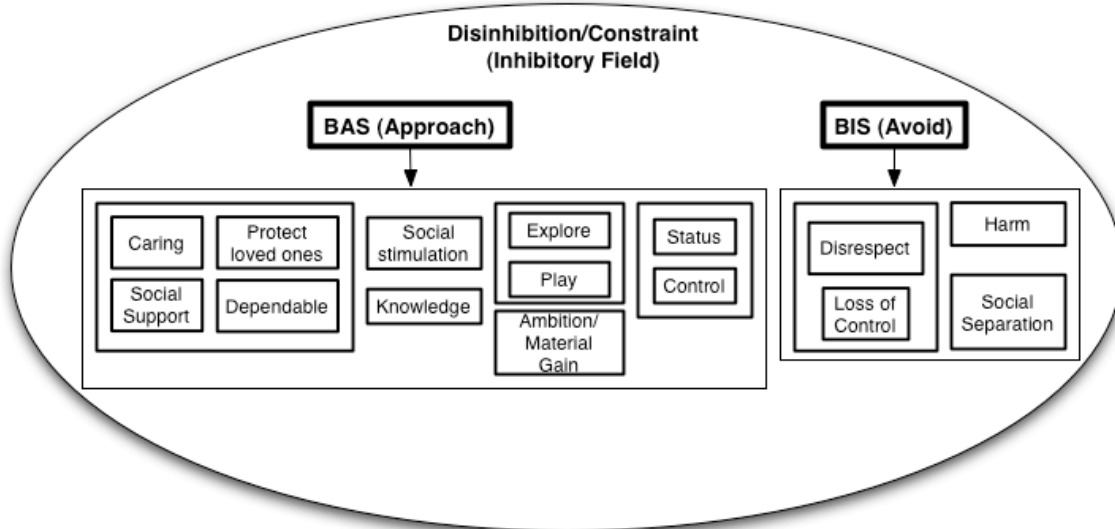 Disinhibition/Constraint
(Inhibitory Field)
BAS (Approach)
BIS (Avoid)
Caring
Protect
loved ones
Social
Support
Dependable
Social
stimulation
Knowledge
Explore
Play
Ambition/
Material
Gain
Status
Control
Disrespect
Loss of
Control
Harm
Social
Separation